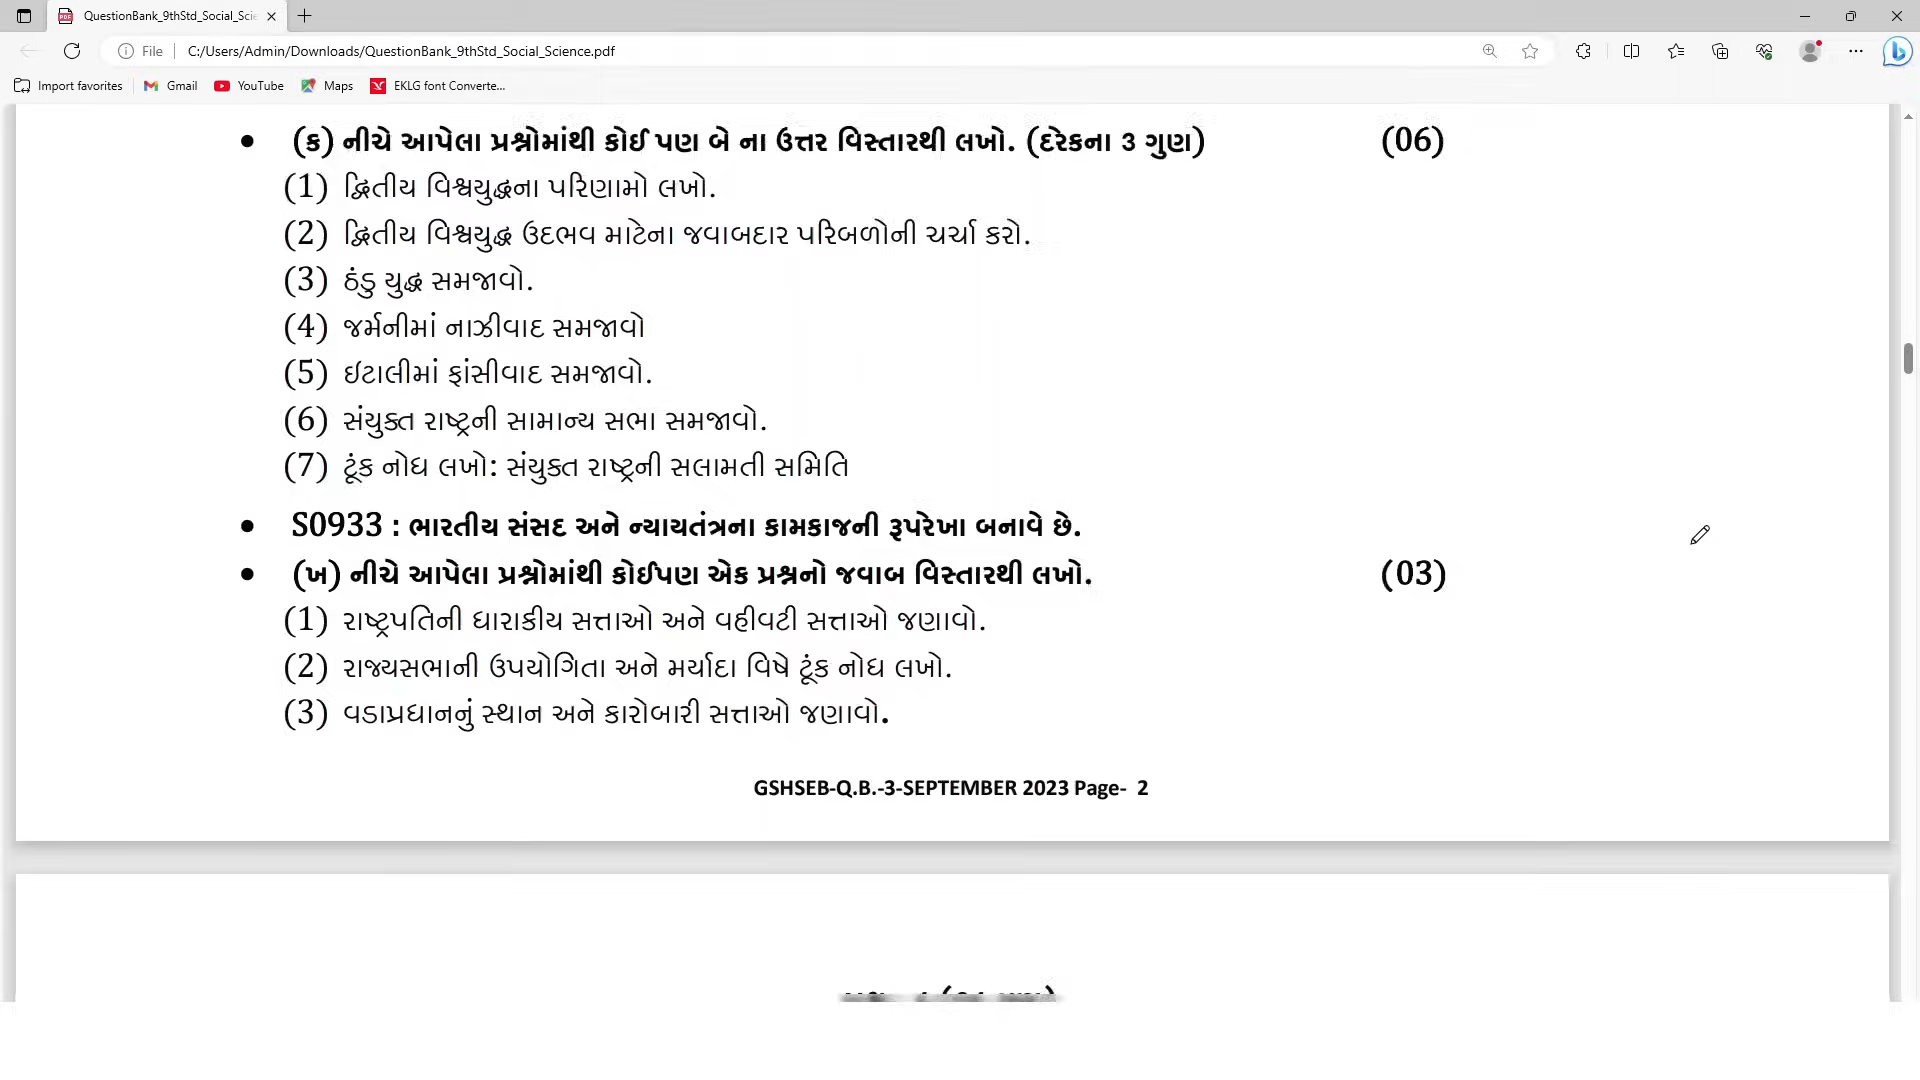 QuestionBank_9thStd_Social_Scie
File C:/Users/Admin/Downloads/QuestionBank_9thStd_Social_Science.pdf
Import favorites Gmail YouTube Maps EKLG font Converte...
• (ક) નીચે આપેલા પ્રશ્નોમાંથી કોઈ પણ બે ના ઉત્તર વિસ્તારથી લખો. (દરેકના 3 ગુણ) (06)
(1) દ્વિતીય વિશ્વયુદ્ધના પરિણામો લખો.
(2) દ્વિતીય વિશ્વયુદ્ધ ઉદભવ માટેના જવાબદાર પરિબળોની ચર્ચા કરો.
(3) ઠંડુ યુદ્ધ સમજાવો.
(4) જર્મનીમાં નાઝીવાદ સમજાવો
(5) ઈટાલીમાં ફાંસીવાદ સમજાવો.
(6) સંયુક્ત રાષ્ટ્રની સામાન્ય સભા સમજાવો.
(7) ટૂંક નોધ લખો: સંયુક્ત રાષ્ટ્રની સલામતી સમિતિ
• S0933 : ભારતીય સંસદ અને ન્યાયતંત્રના કામકાજની રૂપરેખા બનાવે છે.
• (ખ) નીચે આપેલા પ્રશ્નોમાંથી કોઈપણ એક પ્રશ્નનો જવાબ વિસ્તારથી લખો. (03)
(1) રાષ્ટ્રપતિની ધારાકીય સત્તાઓ અને વહીવટી સત્તાઓ જણાવો.
(2) રાજ્યસભાની ઉપયોગિતા અને મર્યાદા વિષે ટૂંક નોધ લખો.
(3) વડાપ્રધાનનું સ્થાન અને કારોબારી સત્તાઓ જણાવો.
GSHSEB-Q.B.-3-SEPTEMBER 2023 Page- 2